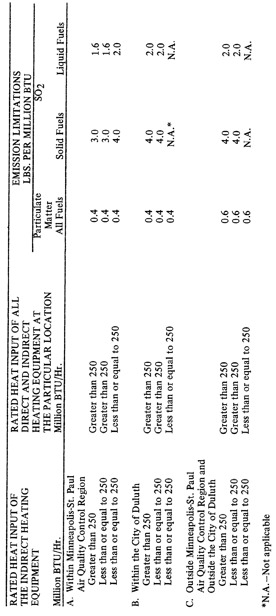 RATED HEAT INPUT OF THE INDIRECT HEATING EQUIPMENT RATED HEAT INPUT OF ALL DIRECT AND INDIRECT HEATING EQUIPMENT AT THE PARTICULAR LOCATION EMISSION LIMITATIONS LBS. PER MILLION BTU
Particulate SO2
Matter
Million BTU/Hr. Million BTU/Hr. All Fuels Solid Fuels Liquid Fuels
A. Within Minneapolis-St. Paul
Air Quality Control Region
Greater than 250 Greater than 250 0.4 3.0 1.6
Less than or equal to 250 Greater than 250 0.4 3.0 1.6
Less than or equal to 250 Less than or equal to 250 0.4 4.0 2.0
B. Within the City of Duluth
Greater than 250 Greater than 250 0.4 4.0 2.0
Less than or equal to 250 Greater than 250 0.4 4.0 2.0
Less than or equal to 250 Less than or equal to 250 0.4 N.A.* N.A.
C. Outside Minneapolis-St. Paul
Air Quality Control Region and
Outside the City of Duluth
Greater than 250 Greater than 250 0.6 4.0 2.0
Less than or equal to 250 Greater than 250 0.6 4.0 2.0
Less than or equal to 250 Less than or equal to 250 0.6 N.A. N.A.
N.A.—Not applicable